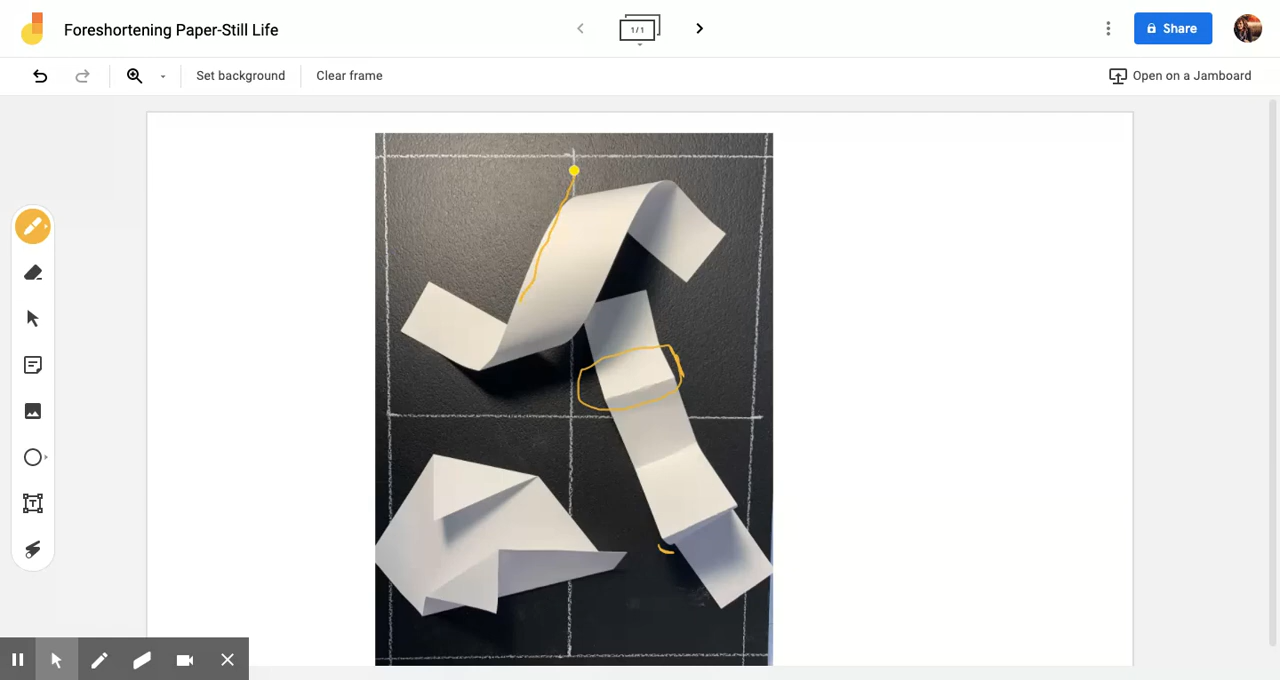 Foreshortening Paper-Still Life
1/1
Share
Set background
Clear frame
Open on a Jamboard
T